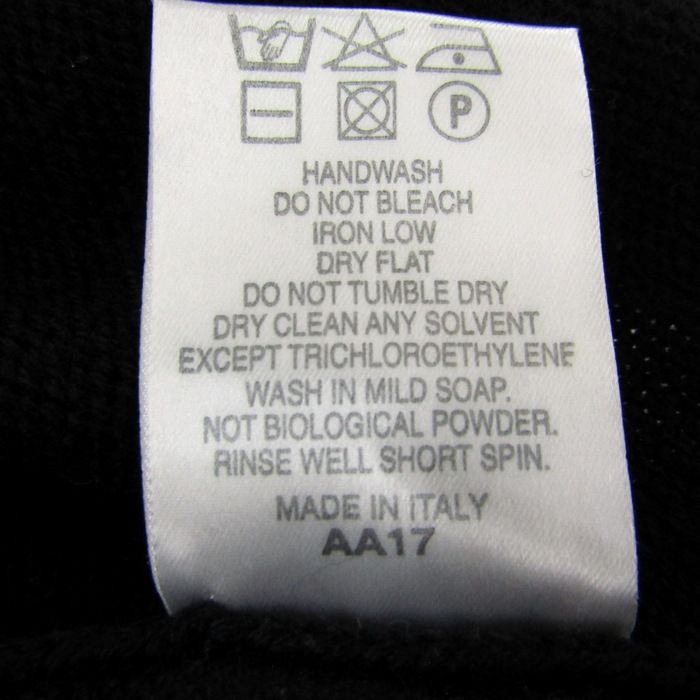 P
HANDWASH
DO NOT BLEACH
IRON LOW
DRY FLAT
DO NOT TUMBLE DRY
DRY CLEAN ANY SOLVENT
EXCEPT TRICHLOROETHYLENE
WASH IN MILD SOAP.
NOT BIOLOGICAL POWDER.
RINSE WELL SHORT SPIN.
MADE IN ITALY
AA17